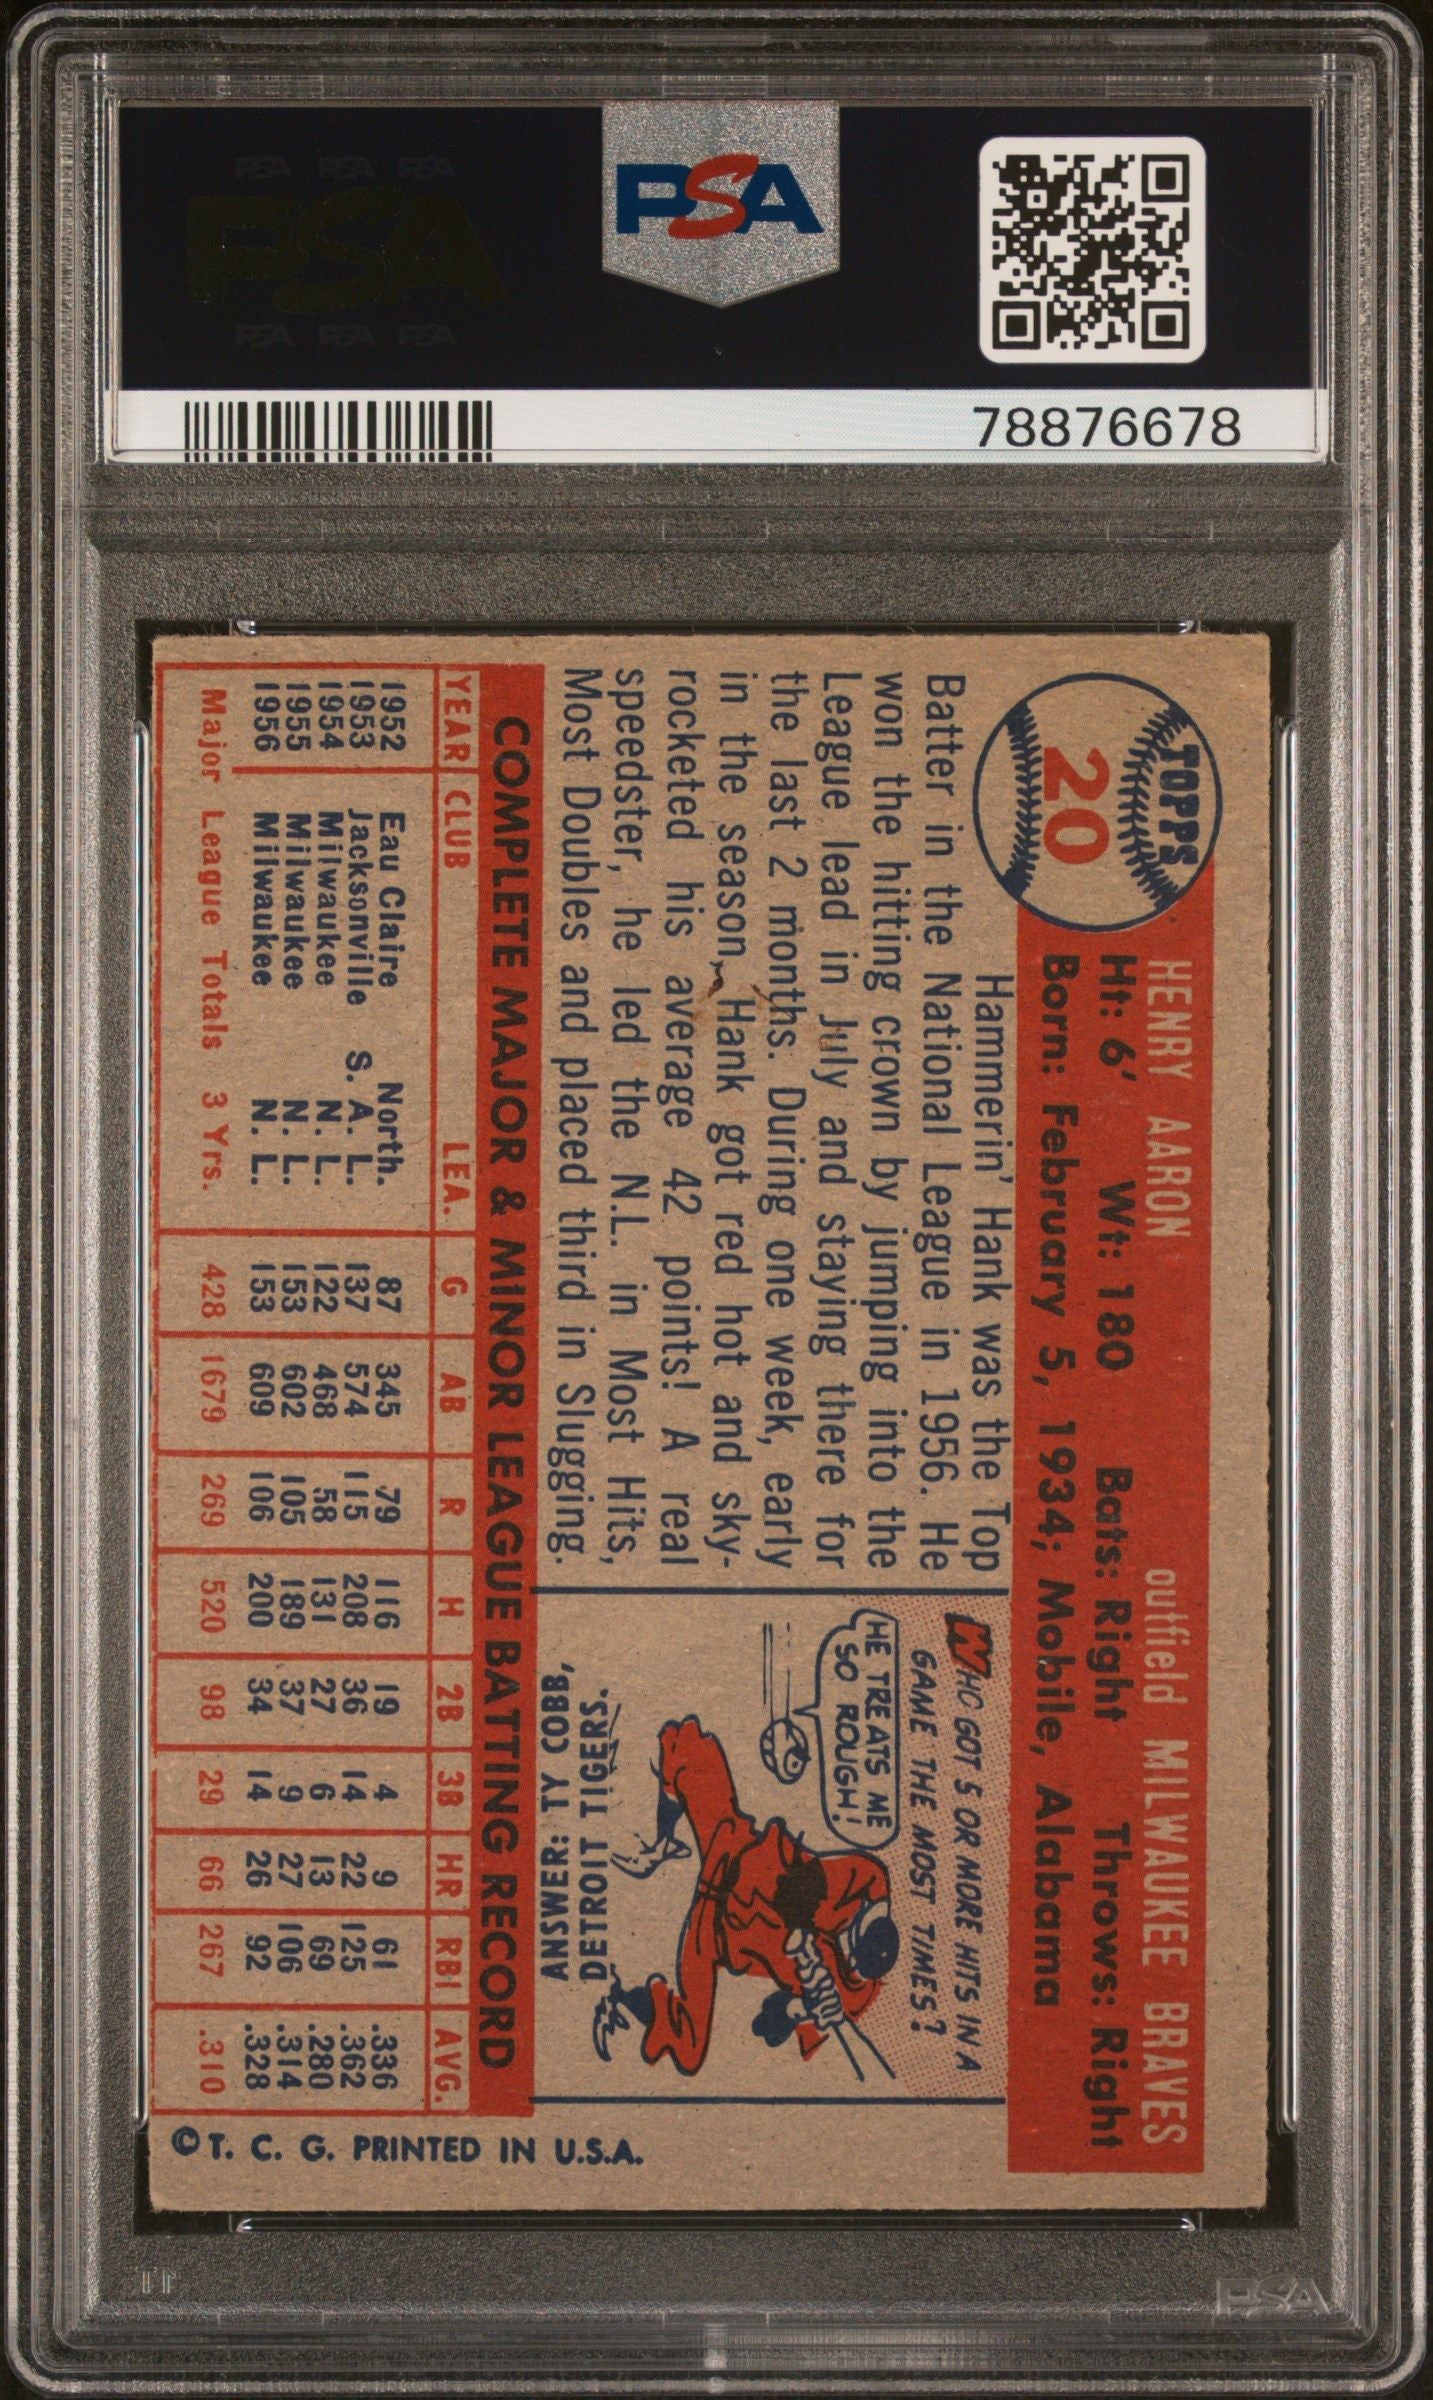 PSA PSA PSA
PSA
PSA PSA PSA
PSA
78876678
TOPPS
20
HENRY AARON outfield MILWAUKEE BRAVES
Ht: 6' Wt: 180 Bats: Right Throws: Right
Born: February 5, 1934; Mobile, Alabama
Hammerin' Hank was the Top
Batter in the National League in 1956. He
won the hitting crown by jumping into the
League lead in July and staying there for
the last 2 months. During one week, early
in the season, Hank got red hot and sky-
rocketed his average 42 points! A real
speedster, he led the N.L. in Most Hits,
Most Doubles and placed third in Slugging.
WHO GOT 5 OR MORE HITS IN A
GAME THE MOST TIMES?
HE TREATS ME
SO ROUGH!
ANSWER: TY COBB,
DETROIT TIGERS.
COMPLETE MAJOR & MINOR LEAGUE BATTING RECORD
YEAR CLUB LEA. G AB R H 2B 3B HR RBI AVG.
1952 Eau Claire North. 87 345 79 116 19 4 9 61 .336
1953 Jacksonville S. A. L. 137 574 115 208 36 14 22 125 .362
1954 Milwaukee N. L. 122 468 58 131 27 6 13 69 .280
1955 Milwaukee N. L. 153 602 105 189 37 9 27 106 .314
1956 Milwaukee N. L. 153 609 106 200 34 14 26 92 .328
Major League Totals 3 Yrs. 428 1679 269 520 98 29 66 267 .310
© T. C. G. PRINTED IN U.S.A.
PSA